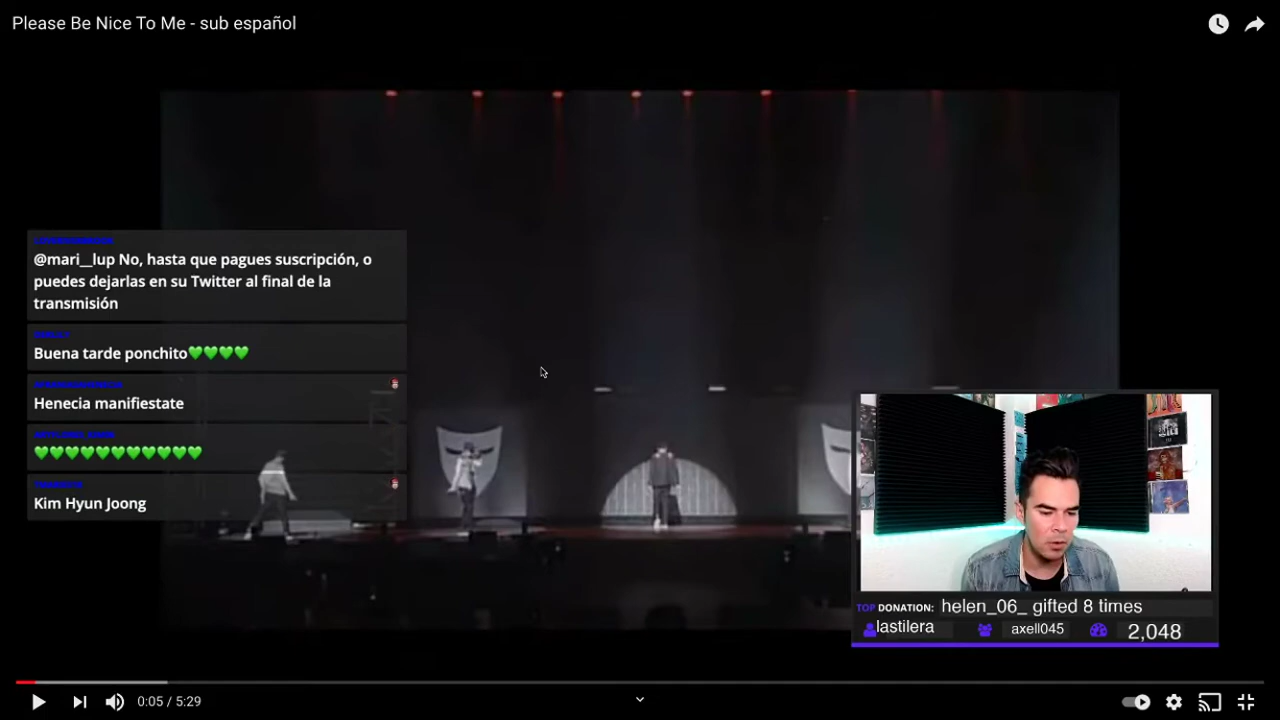 Please Be Nice To Me - sub español
@mari__lup No, hasta que pagues suscripción, o
puedes dejarlas en su Twitter al final de la
transmisión
Buena tarde ponchito💚💚💚💚
Henecia manifiestate
💚💚💚💚💚💚💚💚💚💚💚
Kim Hyun Joong
TOP DONATION: helen_06_ gifted 8 times
lastilera axell045 2,048
0:05 / 5:29